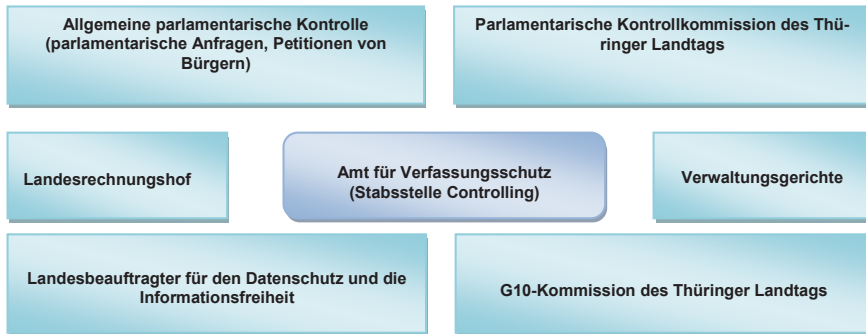 Allgemeine parlamentarische Kontrolle
(parlamentarische Anfragen, Petitionen von
Bürgern)
Parlamentarische Kontrollkommission des Thü-
ringer Landtags
Landesrechnungshof
Amt für Verfassungsschutz
(Stabsstelle Controlling)
Verwaltungsgerichte
Landesbeauftragter für den Datenschutz und die
Informationsfreiheit
G10-Kommission des Thüringer Landtags